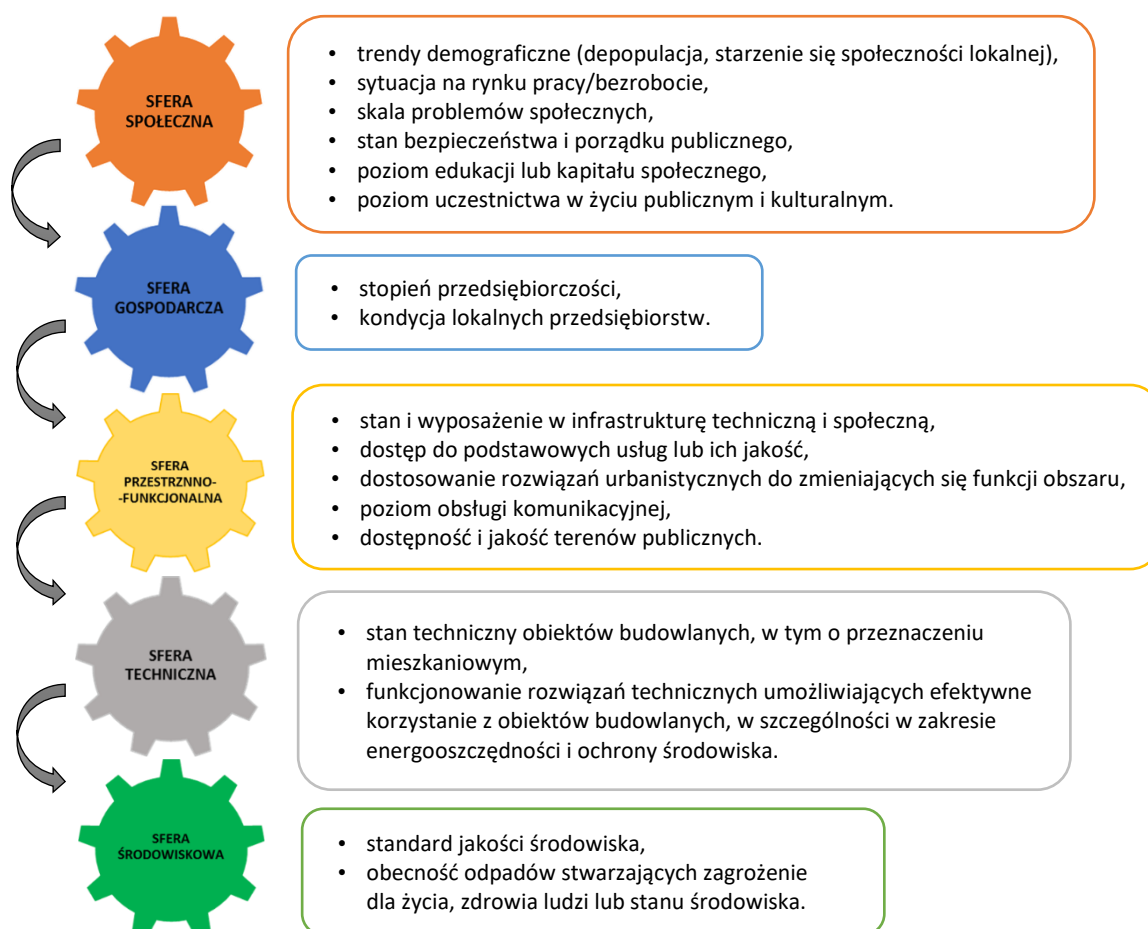 SFERA
SPOŁECZNA
• trendy demograficzne (depopulacja, starzenie się społeczności lokalnej),
• sytuacja na rynku pracy/bezrobocie,
• skala problemów społecznych,
• stan bezpieczeństwa i porządku publicznego,
• poziom edukacji lub kapitału społecznego,
• poziom uczestnictwa w życiu publicznym i kulturalnym.
SFERA
GOSPODARCZA
• stopień przedsiębiorczości,
• kondycja lokalnych przedsiębiorstw.
SFERA
PRZESTRZNNO-
-FUNKCJONALNA
• stan i wyposażenie w infrastrukturę techniczną i społeczną,
• dostęp do podstawowych usług lub ich jakość,
• dostosowanie rozwiązań urbanistycznych do zmieniających się funkcji obszaru,
• poziom obsługi komunikacyjnej,
• dostępność i jakość terenów publicznych.
SFERA
TECHNICZNA
• stan techniczny obiektów budowlanych, w tym o przeznaczeniu
mieszkaniowym,
• funkcjonowanie rozwiązań technicznych umożliwiających efektywne
korzystanie z obiektów budowlanych, w szczególności w zakresie
energooszczędności i ochrony środowiska.
SFERA
ŚRODOWISKOWA
• standard jakości środowiska,
• obecność odpadów stwarzających zagrożenie
dla życia, zdrowia ludzi lub stanu środowiska.